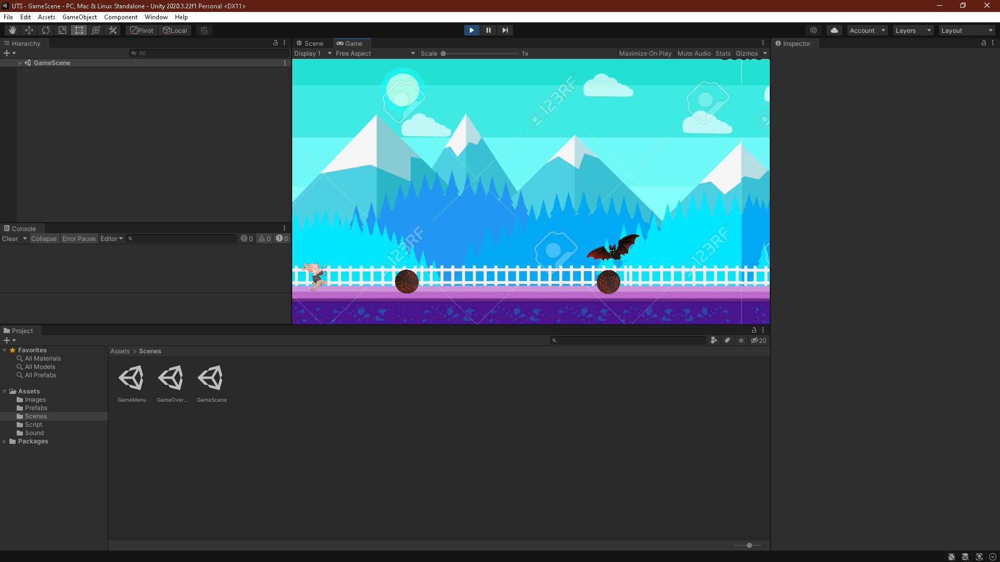 UTS - GameScene - PC, Mac & Linux Standalone - Unity 2020.3.22f1 Personal <DX11>
File Edit Assets GameObject Component Window Help
Pivot Local Account Layers Layout
Hierarchy
All
GameScene
Scene Game
Display 1 Free Aspect Scale 1x Maximize On Play Mute Audio Stats Gizmos
123RF
123RF
123RF
Console
Clear Collapse Error Pause Editor 0 0 0
Inspector
Project
20
Favorites
All Materials
All Models
All Prefabs
Assets
Images
Prefabs
Scenes
Script
Sound
Packages
Assets > Scenes
GameMenu GameOver... GameScene